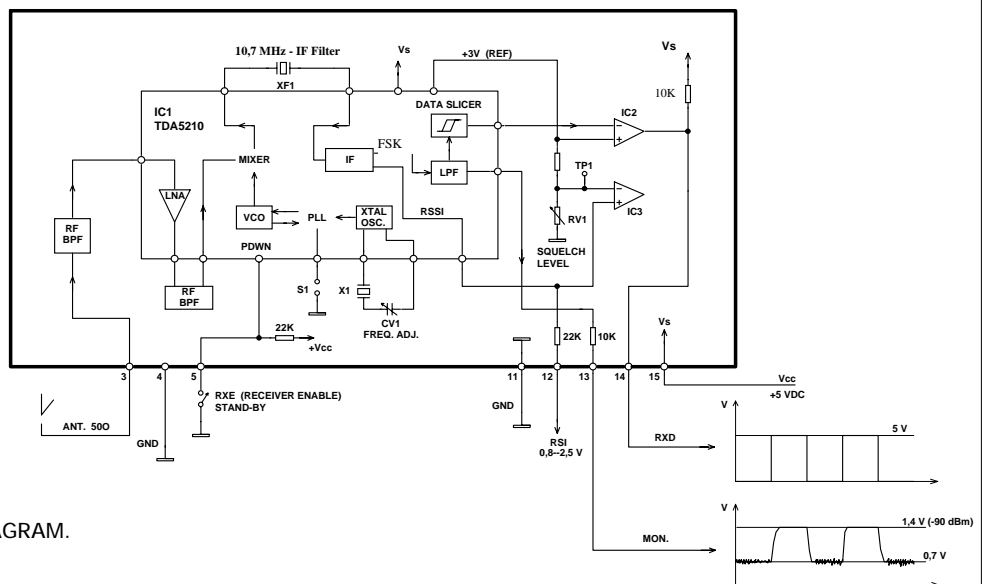 10,7 MHz - IF Filter
XF1
Vs
+3V (REF)
Vs
10K
IC1
TDA5210
DATA SLICER
IC2
FSK
MIXER
IF
LPF
TP1
LNA
RSSI
IC3
RV1
RF
BPF
VCO
PLL
XTAL
OSC.
SQUELCH
LEVEL
PDWN
RF
BPF
S1
X1
CV1
FREQ. ADJ.
22K
+Vcc
22K
10K
Vs
3
4
5
11
12
13
14
15
RXE (RECEIVER ENABLE)
STAND-BY
GND
Vcc
+5 VDC
ANT. 50O
GND
RSI
0,8--2,5 V
RXD
V
5 V
V
1,4 V (-90 dBm)
MON.
0,7 V
AGRAM.